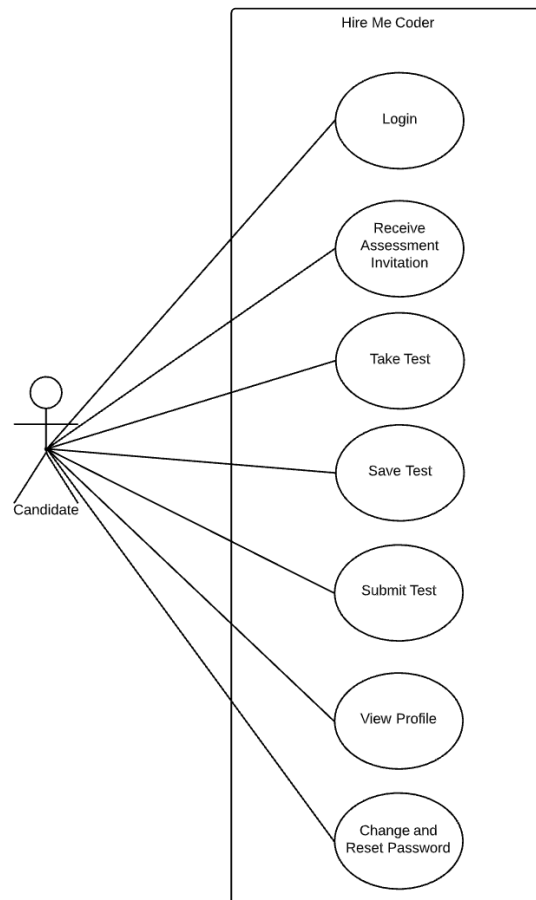 Hire Me Coder
Login
Receive
Assessment
Invitation
Take Test
Save Test
Candidate
Submit Test
View Profile
Change and
Reset Password